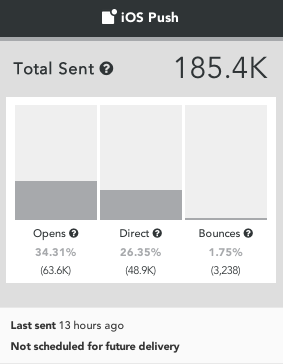 iOS Push
Total Sent ? 185.4K
Opens ? Direct ? Bounces ?
34.31% 26.35% 1.75%
(63.6K) (48.9K) (3,238)
Last sent 13 hours ago
Not scheduled for future delivery